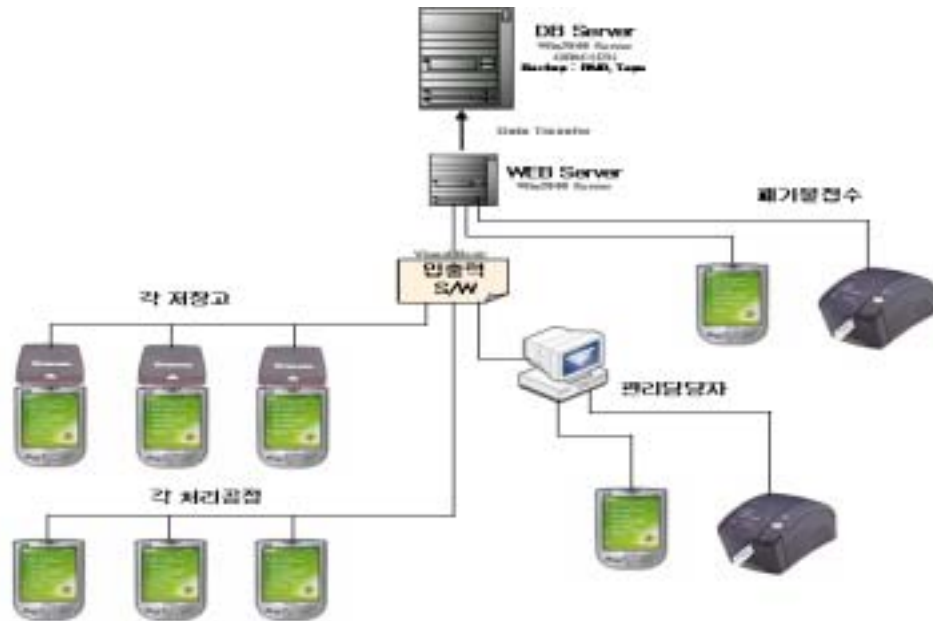 DB Server
Win2000 Server
Backup : DMB, Tape
Data Transfer
WEB Server
Win2000 Server
폐기물접수
입출력
S/W
각 저장고
관리담당자
각 처리공정